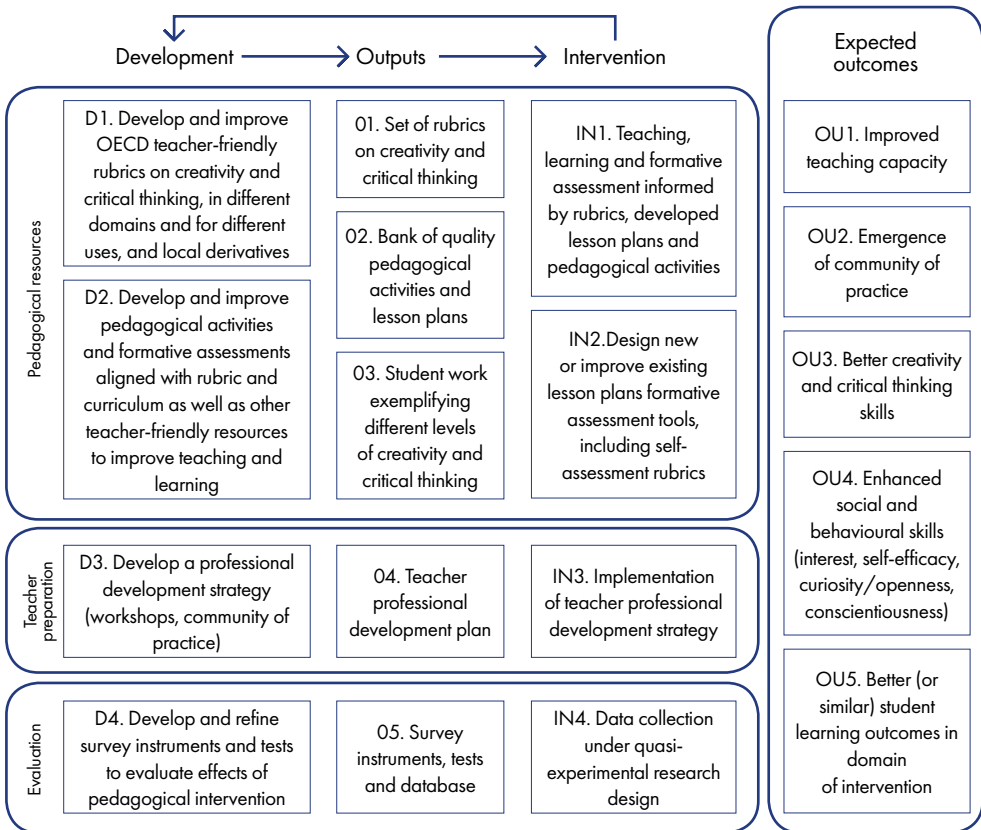 Development
Outputs
Intervention
Pedagogical resources
D1. Develop and improve
OECD teacher-friendly
rubrics on creativity and
critical thinking, in different
domains and for different
uses, and local derivatives
D2. Develop and improve
pedagogical activities
and formative assessments
aligned with rubric and
curriculum as well as other
teacher-friendly resources
to improve teaching and
learning
01. Set of rubrics
on creativity and
critical thinking
02. Bank of quality
pedagogical
activities and
lesson plans
03. Student work
exemplifying
different levels
of creativity and
critical thinking
IN1. Teaching,
learning and formative
assessment informed
by rubrics, developed
lesson plans and
pedagogical activities
IN2.Design new
or improve existing
lesson plans formative
assessment tools,
including self-
assessment rubrics
Teacher
preparation
D3. Develop a professional
development strategy
(workshops, community of
practice)
04. Teacher
professional
development plan
IN3. Implementation
of teacher professional
development strategy
Evaluation
D4. Develop and refine
survey instruments and tests
to evaluate effects of
pedagogical intervention
05. Survey
instruments, tests
and database
IN4. Data collection
under quasi-
experimental research
design
Expected
outcomes
OU1. Improved
teaching capacity
OU2. Emergence
of community of
practice
OU3. Better creativity
and critical thinking
skills
OU4. Enhanced
social and
behavioural skills
(interest, self-efficacy,
curiosity/openness,
conscientiousness)
OU5. Better (or
similar) student
learning outcomes in
domain
of intervention